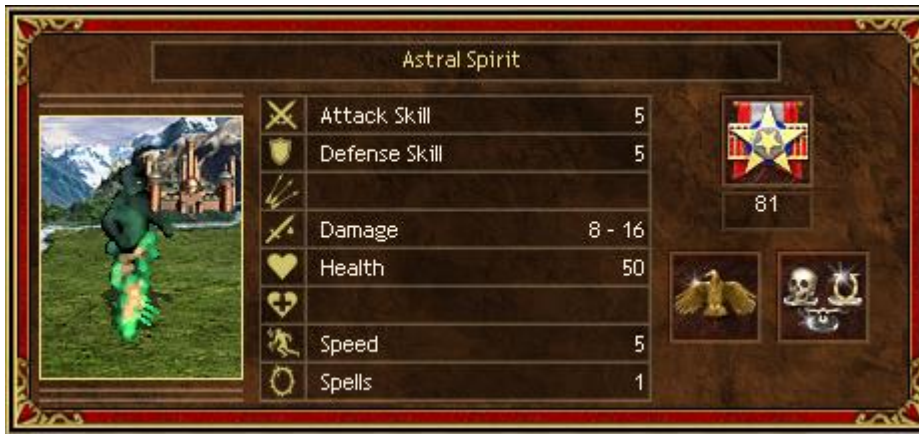 Astral Spirit
Attack Skill 5
Defense Skill 5
Damage 8 - 16
Health 50
Speed 5
Spells 1
81